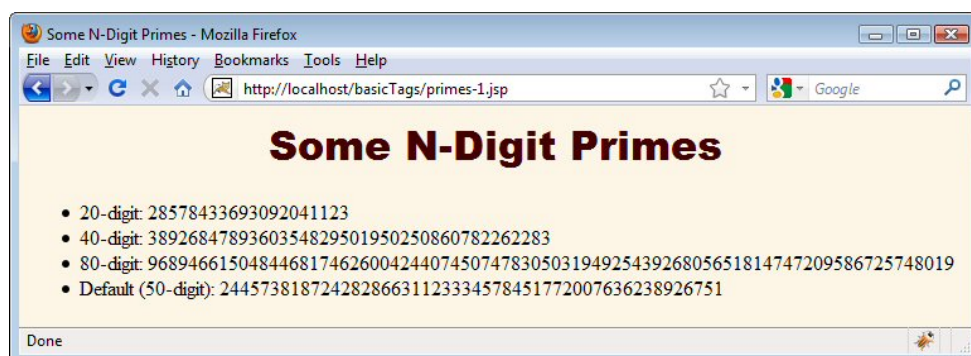 Some N-Digit Primes - Mozilla Firefox
File Edit View History Bookmarks Tools Help
http://localhost/basicTags/primes-1.jsp
Google
Some N-Digit Primes
• 20-digit: 28578433693092041123
• 40-digit: 3892684789360354829501950250860782262283
• 80-digit: 96894661504844681746260042440745074783050319492543926805651814747209586725748019
• Default (50-digit): 24457381872428286631123334578451772007636238926751
Done